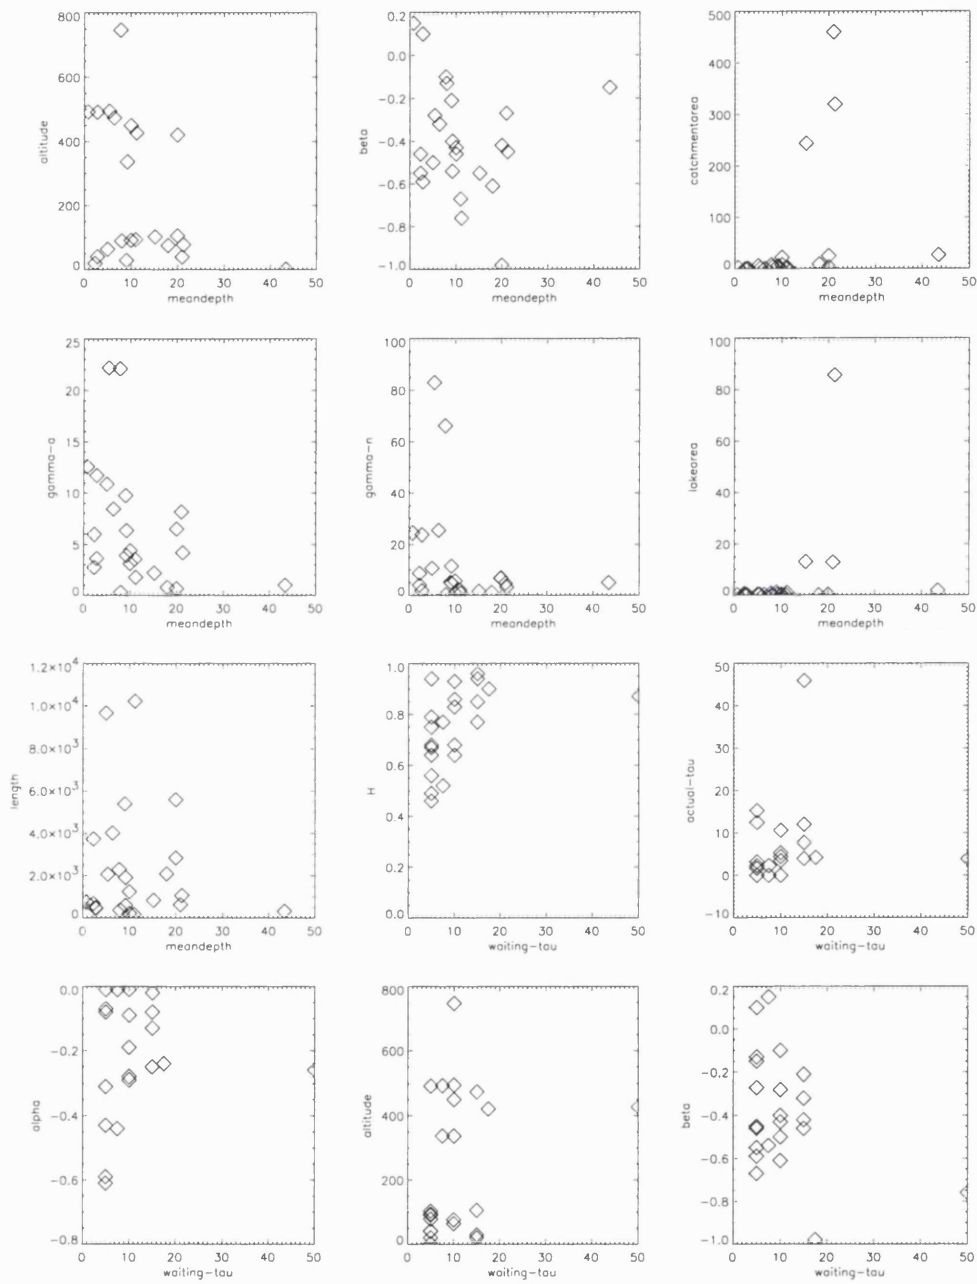 800
600
400
200
0
altitude
0 10 20 30 40 50
meandepth
0.2
0.0
−0.2
−0.4
−0.6
−0.8
−1.0
beta
0 10 20 30 40 50
meandepth
500
400
300
200
100
0
catchmentarea
0 10 20 30 40 50
meandepth
25
20
15
10
5
0
gamma−a
0 10 20 30 40 50
meandepth
100
80
60
40
20
0
gamma−n
0 10 20 30 40 50
meandepth
100
80
60
40
20
0
lakearea
0 10 20 30 40 50
meandepth
1.2×10⁴
1.0×10⁴
8.0×10³
6.0×10³
4.0×10³
2.0×10³
0
length
0 10 20 30 40 50
meandepth
1.0
0.8
0.6
0.4
0.2
0.0
H
0 10 20 30 40 50
waiting−tau
50
40
30
20
10
0
−10
actual−tau
0 10 20 30 40 50
waiting−tau
0.0
−0.2
−0.4
−0.6
−0.8
alpha
0 10 20 30 40 50
waiting−tau
800
600
400
200
0
altitude
0 10 20 30 40 50
waiting−tau
0.2
0.0
−0.2
−0.4
−0.6
−0.8
−1.0
beta
0 10 20 30 40 50
waiting−tau